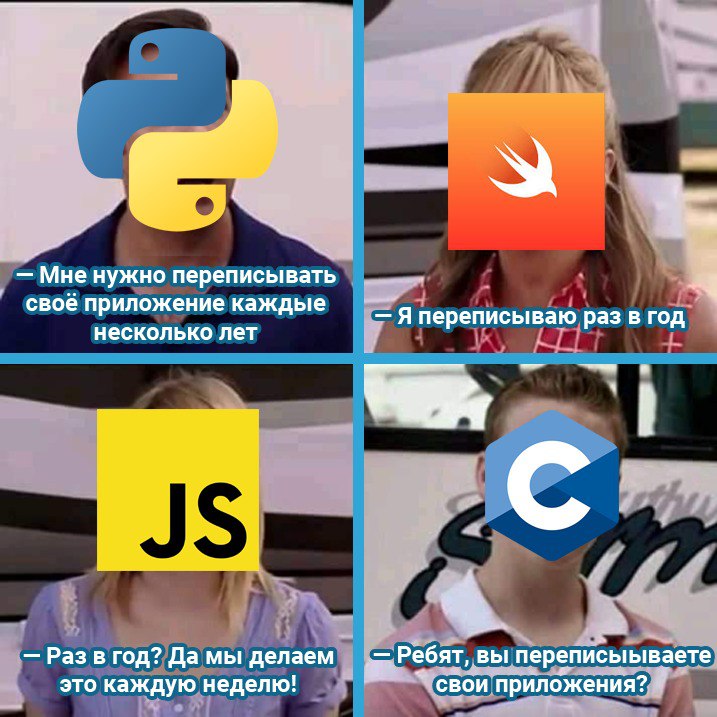 — Мне нужно переписывать
своё приложение каждые
несколько лет
— Я переписываю раз в год
JS
— Раз в год? Да мы делаем
это каждую неделю!
C
— Ребят, вы переписыываете
свои приложения?